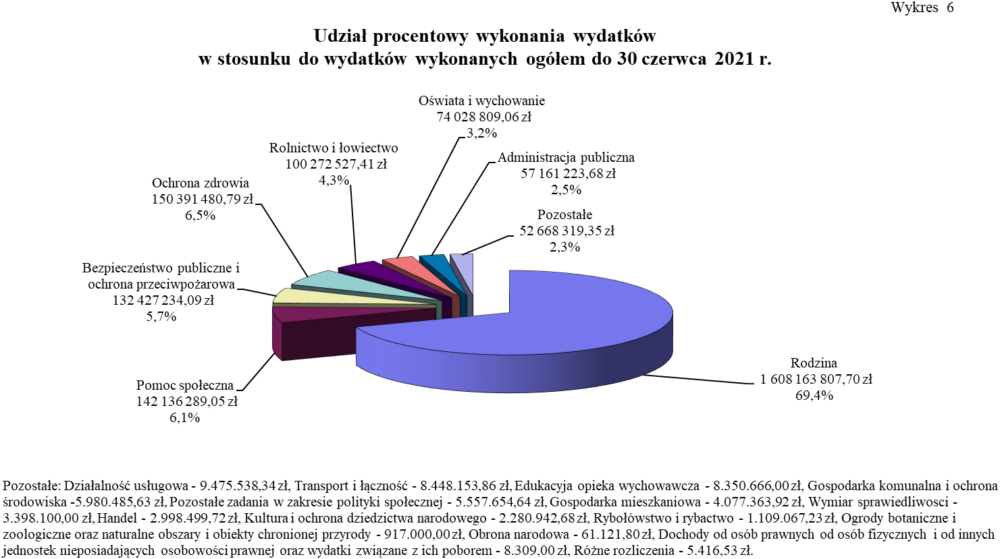 Wykres 6
Udział procentowy wykonania wydatków
w stosunku do wydatków wykonanych ogółem do 30 czerwca 2021 r.
Oświata i wychowanie
74 028 809,06 zł
3,2%
Rolnictwo i łowiectwo
100 272 527,41 zł
4,3%
Administracja publiczna
57 161 223,68 zł
2,5%
Ochrona zdrowia
150 391 480,79 zł
6,5%
Pozostałe
52 668 319,35 zł
2,3%
Bezpieczeństwo publiczne i
ochrona przeciwpożarowa
132 427 234,09 zł
5,7%
Rodzina
1 608 163 807,70 zł
69,4%
Pomoc społeczna
142 136 289,05 zł
6,1%
Pozostałe: Działalność usługowa - 9.475.538,34 zł, Transport i łączność - 8.448.153,86 zł, Edukacyja opieka wychowawcza - 8.350.666,00 zł, Gospodarka komunalna i ochrona
środowiska -5.980.485,63 zł, Pozostałe zadania w zakresie polityki społecznej - 5.557.654,64 zł, Gospodarka mieszkaniowa - 4.077.363,92 zł, Wymiar sprawiedliwosci -
3.398.100,00 zł, Handel - 2.998.499,72 zł, Kultura i ochrona dziedzictwa narodowego - 2.280.942,68 zł, Rybołówstwo i rybactwo - 1.109.067,23 zł, Ogrody botaniczne i
zoologiczne oraz naturalne obszary i obiekty chronionej przyrody - 917.000,00 zł, Obrona narodowa - 61.121,80 zł, Dochody od osób prawnych od osób fizycznych i od innych
jednostek nieposiadających osobowości prawnej oraz wydatki związane z ich poborem - 8.309,00 zł, Różne rozliczenia - 5.416,53 zł.